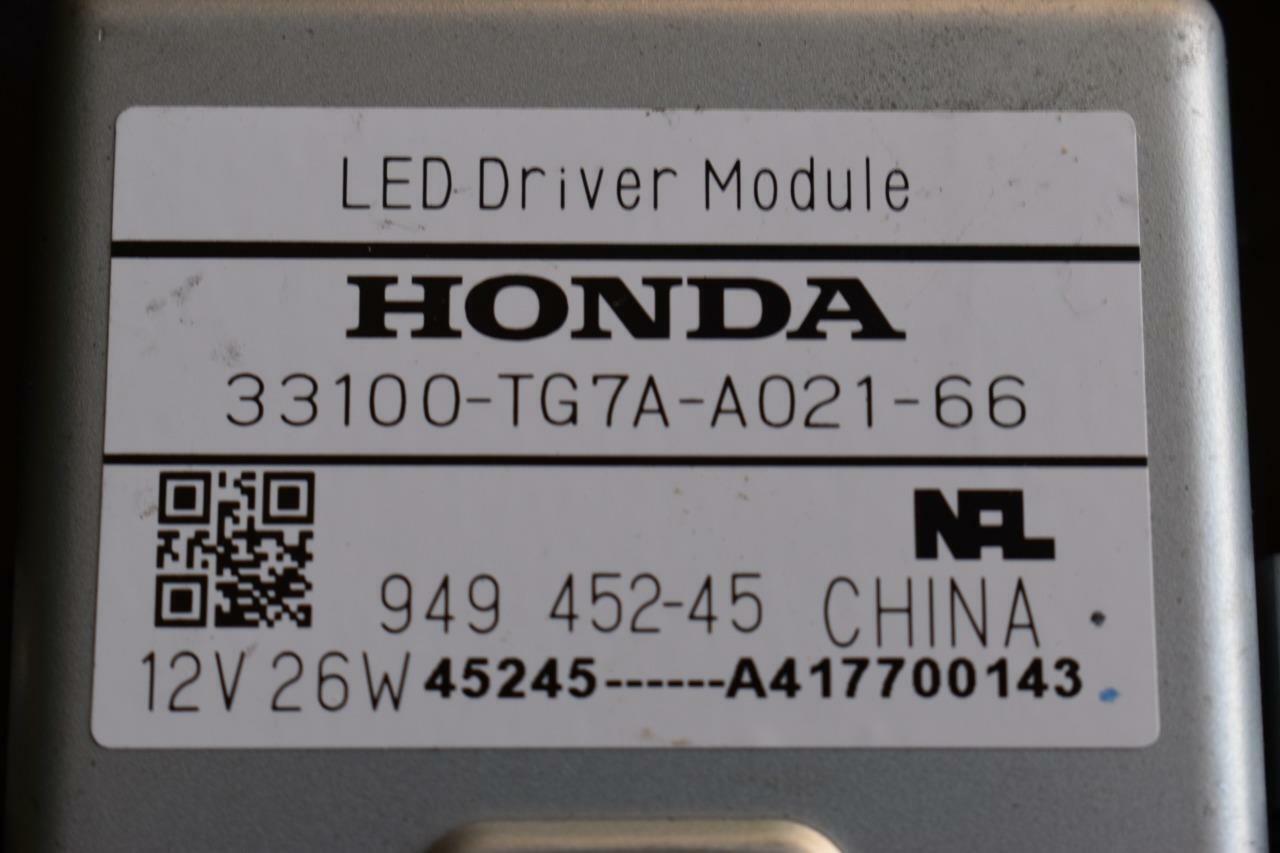 LED Driver Module
HONDA
33100-TG7A-A021-66
NAL
949 452-45 CHINA
12V 26W 45245------A417700143